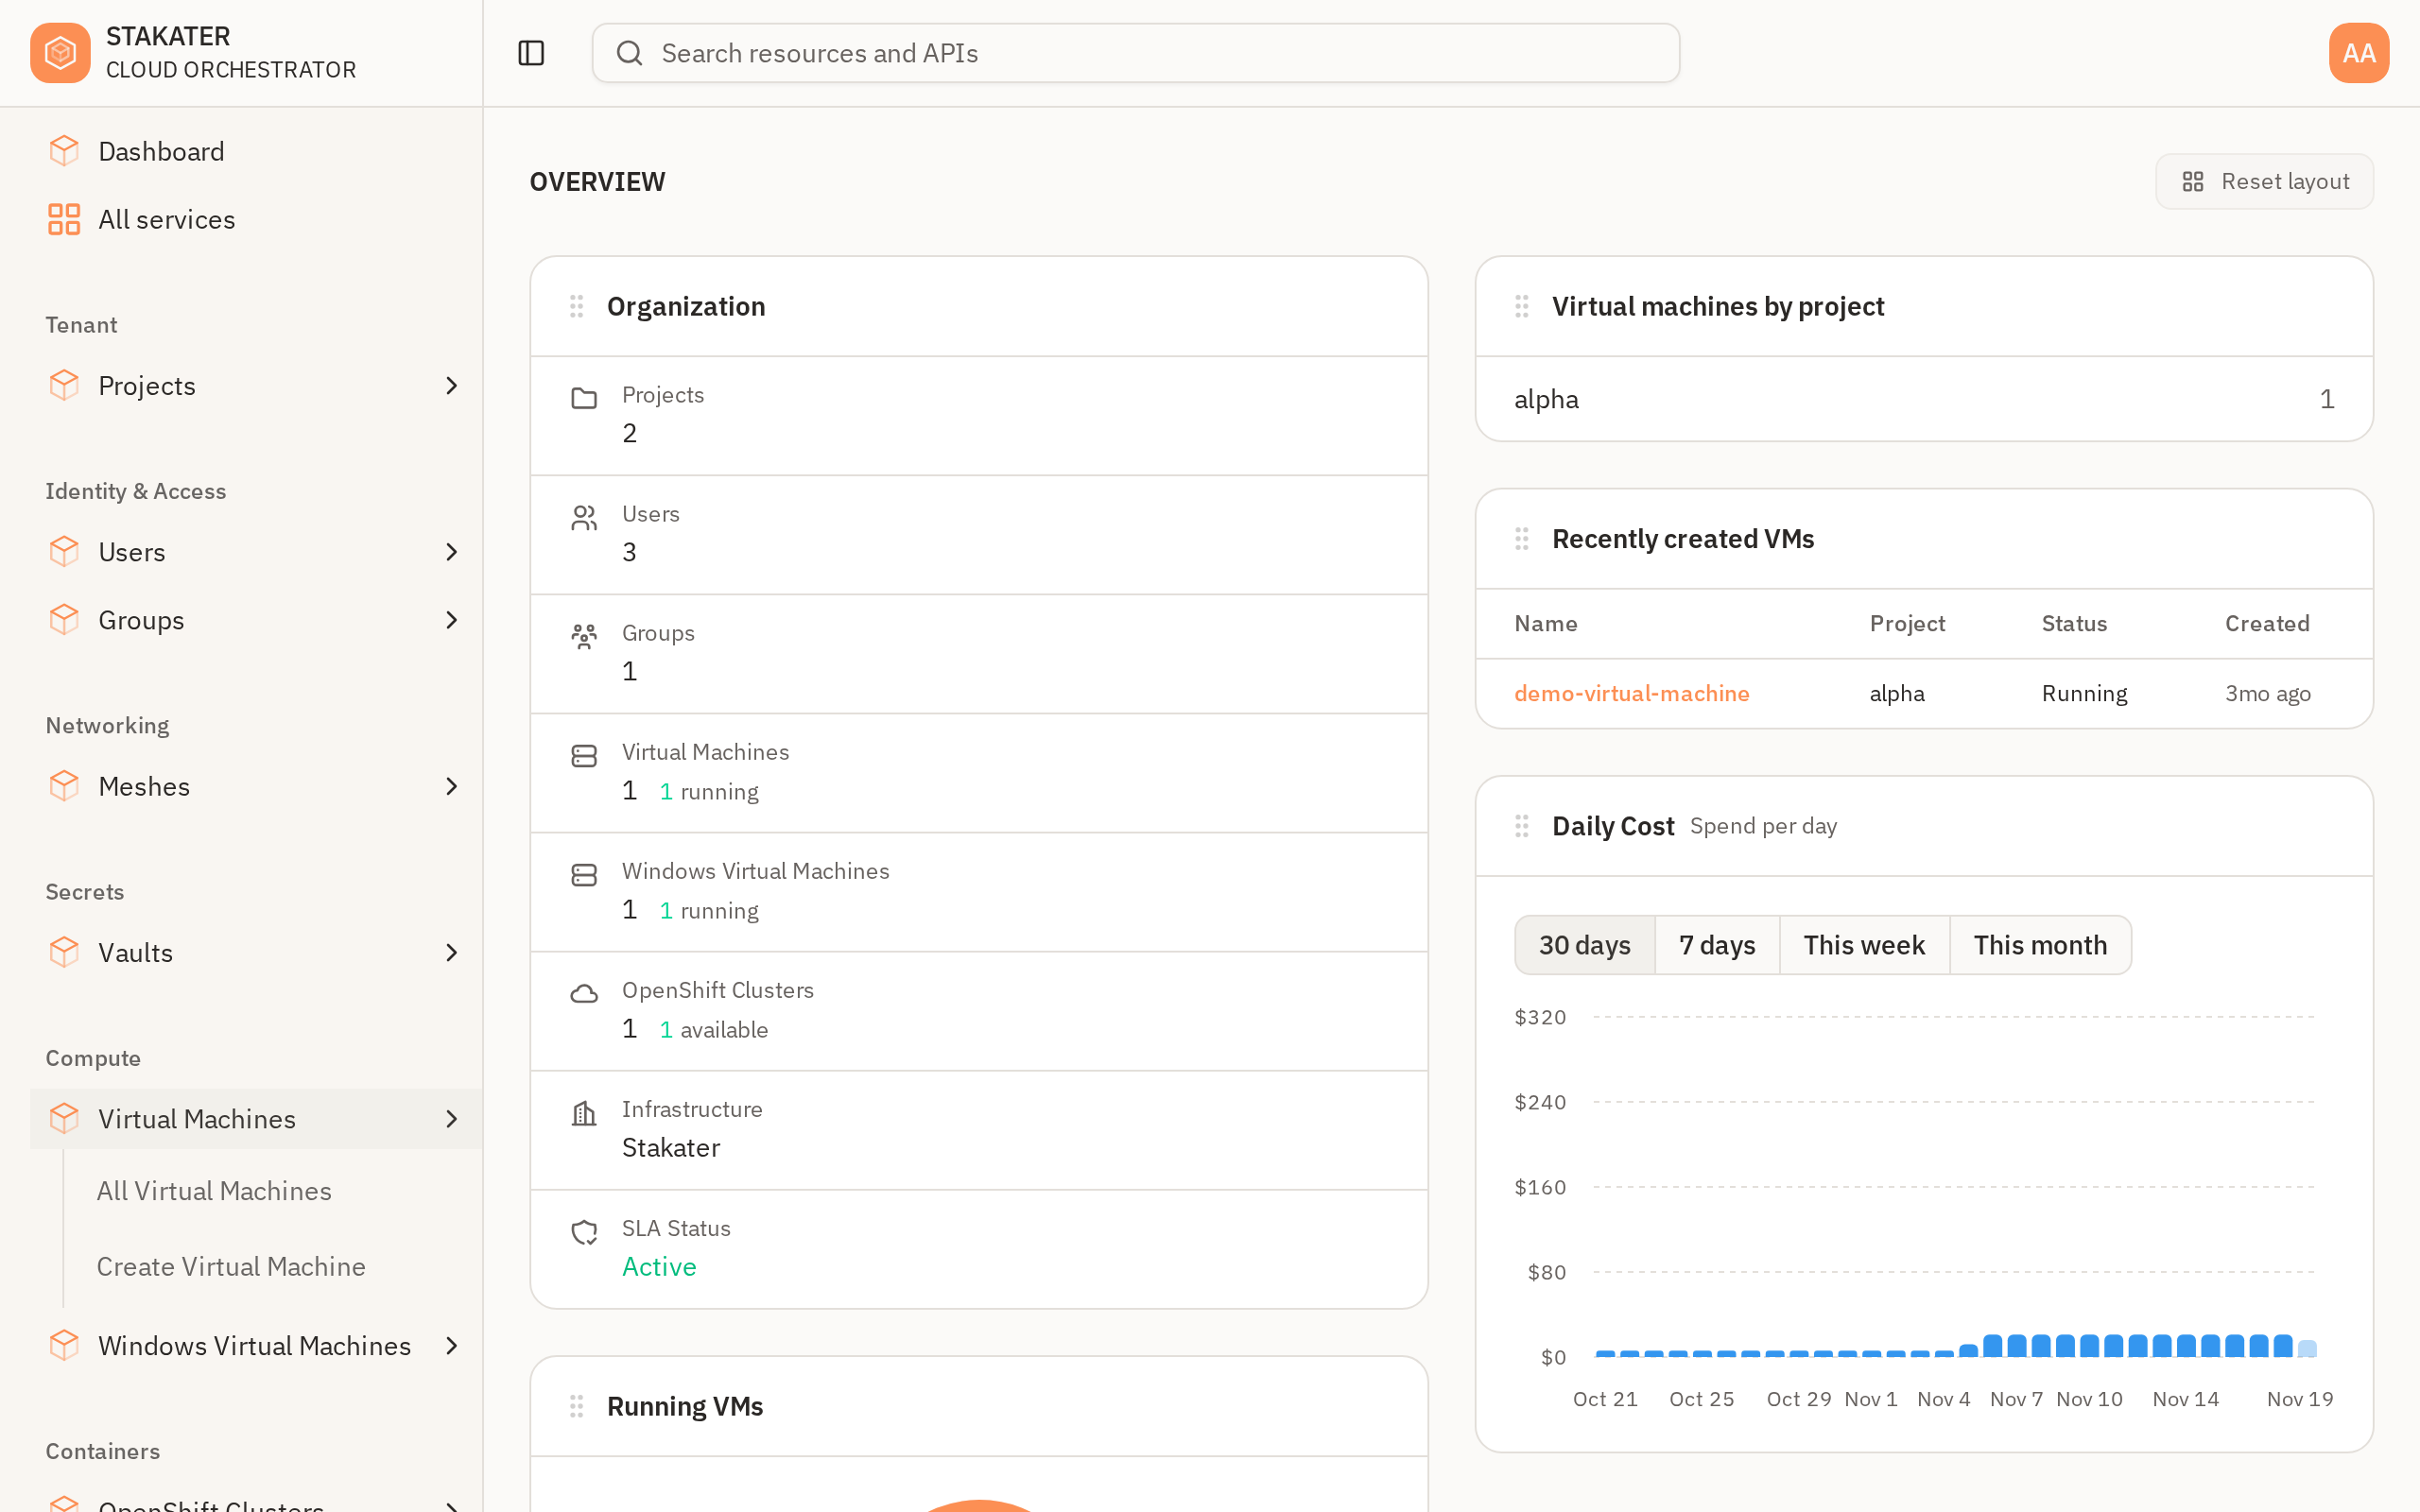 STAKATER
CLOUD ORCHESTRATOR
Search resources and APIs
AA
Dashboard
All services
Tenant
Projects
Identity & Access
Users
Groups
Networking
Meshes
Secrets
Vaults
Compute
Virtual Machines
All Virtual Machines
Create Virtual Machine
Windows Virtual Machines
Containers
OpenShift Clusters
OVERVIEW
Reset layout
Organization
Projects
2
Users
3
Groups
1
Virtual Machines
1 1 running
Windows Virtual Machines
1 1 running
OpenShift Clusters
1 1 available
Infrastructure
Stakater
SLA Status
Active
Running VMs
Virtual machines by project
alpha 1
Recently created VMs
Name Project Status Created
demo-virtual-machine alpha Running 3mo ago
Daily Cost Spend per day
30 days 7 days This week This month
$320
$240
$160
$80
$0
Oct 21 Oct 25 Oct 29 Nov 1 Nov 4 Nov 7 Nov 10 Nov 14 Nov 19